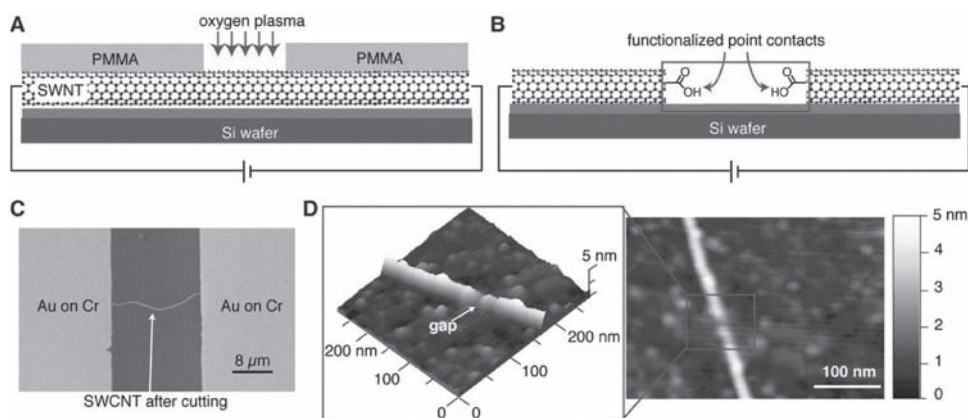 A
oxygen plasma
PMMA
PMMA
SWNT
Si wafer
B
functionalized point contacts
O
OH
O
HO
Si wafer
C
Au on Cr
Au on Cr
8 µm
SWCNT after cutting
D
5 nm
gap
200 nm
100
0
0
100
200 nm
100 nm
5 nm
4
3
2
1
0